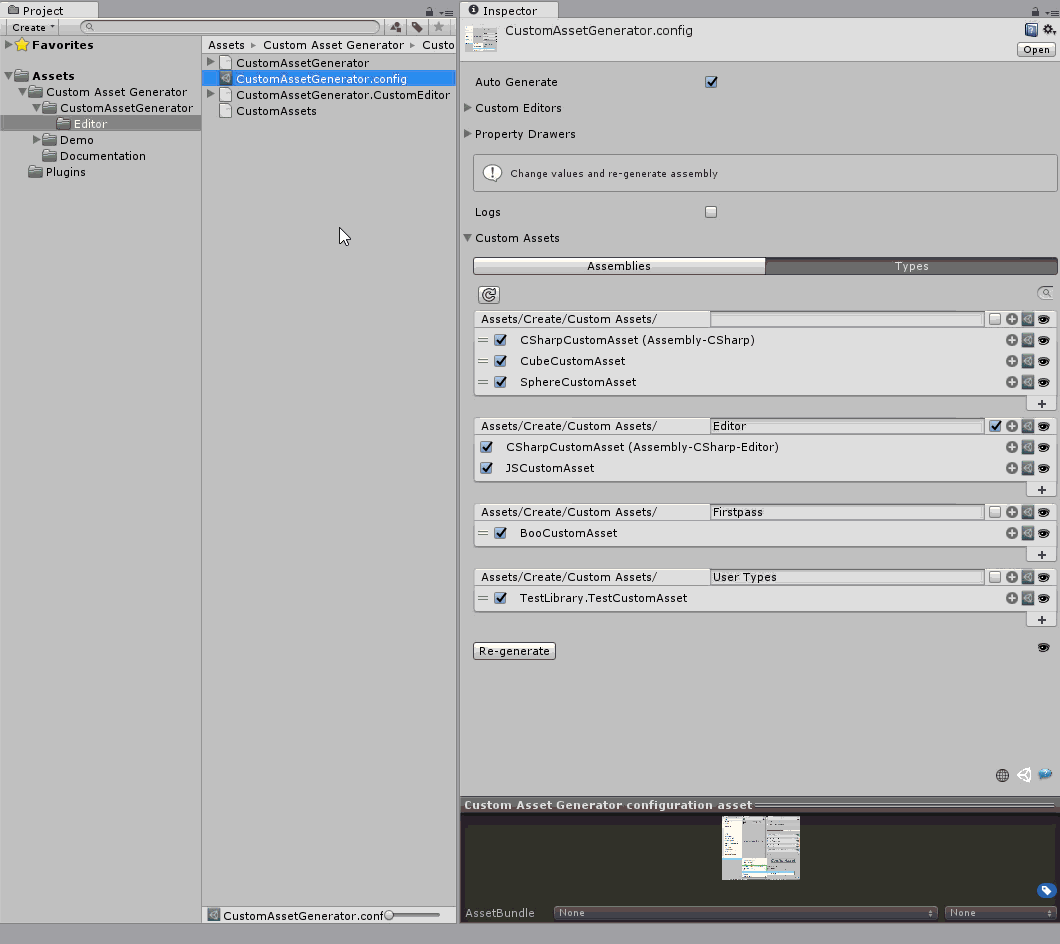 Project
Create
Favorites
Assets
Custom Asset Generator
CustomAssetGenerator
Editor
Demo
Documentation
Plugins
Assets ▸ Custom Asset Generator ▸ Custo
CustomAssetGenerator
CustomAssetGenerator.config
CustomAssetGenerator.CustomEditor
CustomAssets
CustomAssetGenerator.conf
Inspector
CustomAssetGenerator.config
Open
Auto Generate
Custom Editors
Property Drawers
Change values and re-generate assembly
Logs
Custom Assets
Assemblies Types
Assets/Create/Custom Assets/
CSharpCustomAsset (Assembly-CSharp)
CubeCustomAsset
SphereCustomAsset
Assets/Create/Custom Assets/ Editor
CSharpCustomAsset (Assembly-CSharp-Editor)
JSCustomAsset
Assets/Create/Custom Assets/ Firstpass
BooCustomAsset
Assets/Create/Custom Assets/ User Types
TestLibrary.TestCustomAsset
Re-generate
Custom Asset Generator configuration asset
AssetBundle None None